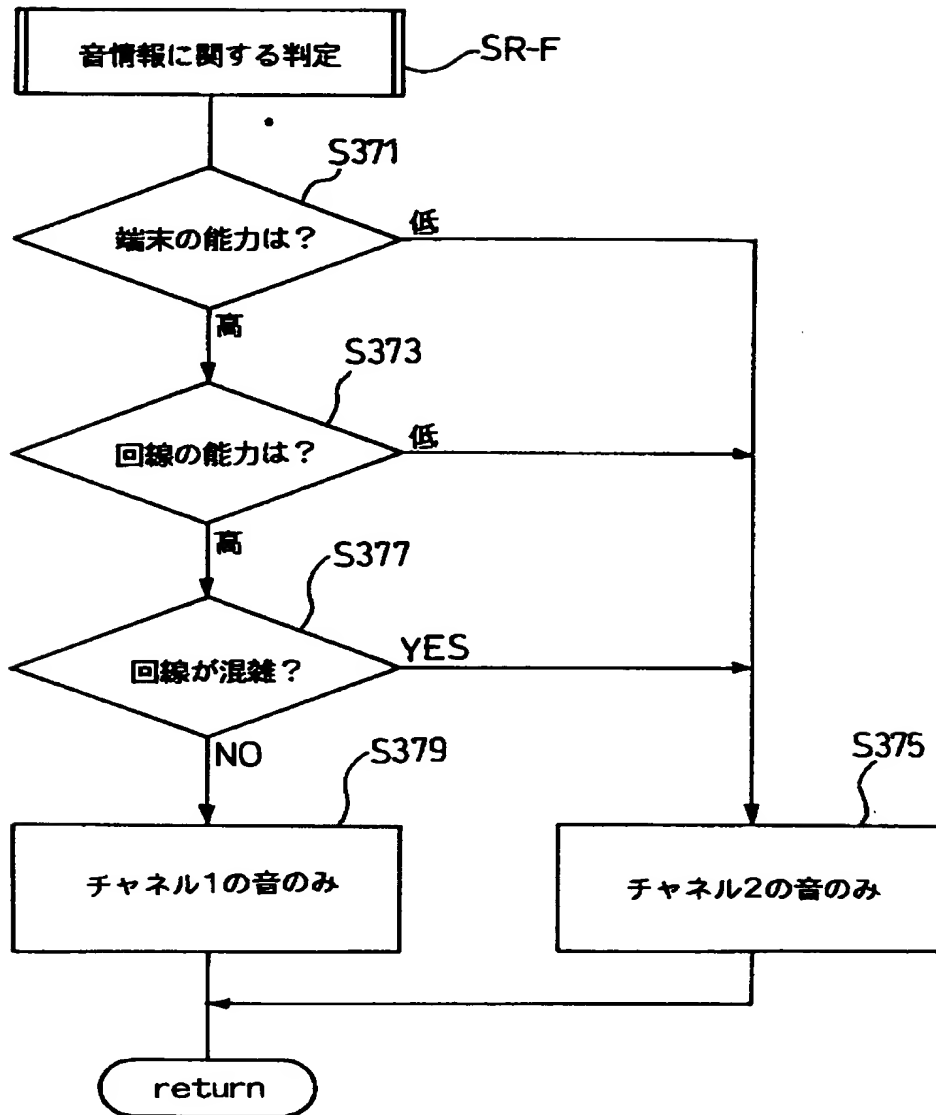 音情報に関する判定
SR-F
S371
端末の能力は?
低
高
S373
回線の能力は?
低
高
S377
回線が混雑?
YES
NO
S379
S375
チャネル1の音のみ
チャネル2の音のみ
return